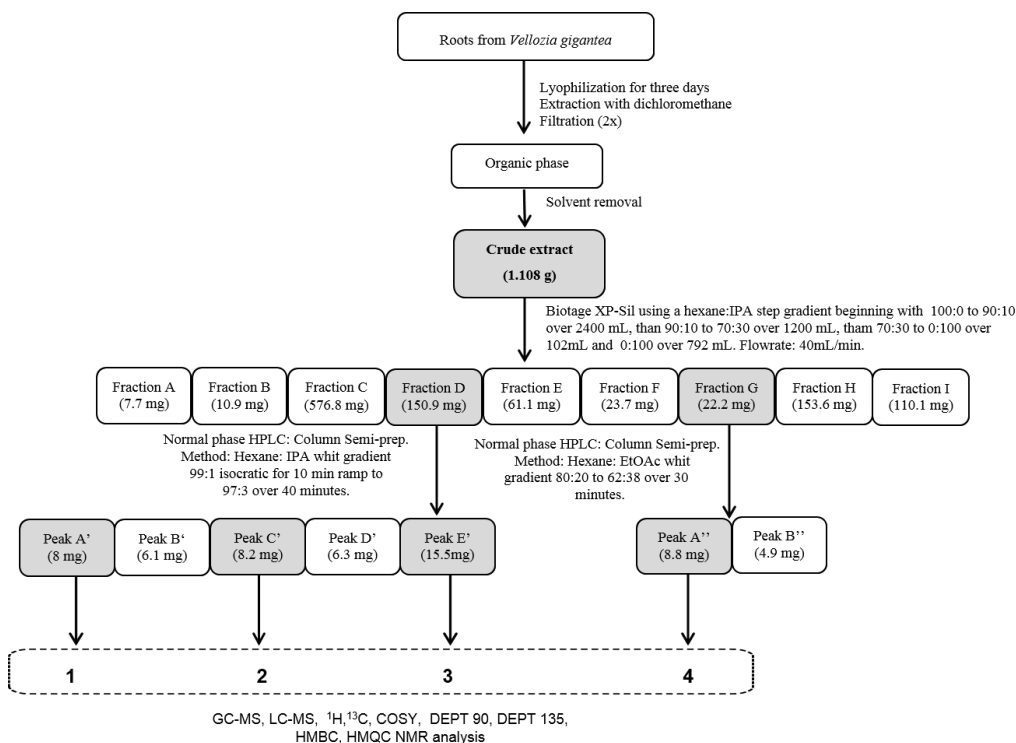 Roots from Vellozia gigantea
Lyophilization for three days
Extraction with dichloromethane
Filtration (2x)
Organic phase
Solvent removal
Crude extract
(1.108 g)
Biotage XP-Sil using a hexane:IPA step gradient beginning with 100:0 to 90:10
over 2400 mL, than 90:10 to 70:30 over 1200 mL, tham 70:30 to 0:100 over
102mL and 0:100 over 792 mL. Flowrate: 40mL/min.
Fraction A
(7.7 mg)
Fraction B
(10.9 mg)
Fraction C
(576.8 mg)
Fraction D
(150.9 mg)
Fraction E
(61.1 mg)
Fraction F
(23.7 mg)
Fraction G
(22.2 mg)
Fraction H
(153.6 mg)
Fraction I
(110.1 mg)
Normal phase HPLC: Column Semi-prep.
Method: Hexane: IPA whit gradient
99:1 isocratic for 10 min ramp to
97:3 over 40 minutes.
Normal phase HPLC: Column Semi-prep.
Method: Hexane: EtOAc whit
gradient 80:20 to 62:38 over 30
minutes.
Peak A’
(8 mg)
Peak B‘
(6.1 mg)
Peak C’
(8.2 mg)
Peak D’
(6.3 mg)
Peak E’
(15.5mg)
Peak A’’
(8.8 mg)
Peak B’’
(4.9 mg)
1 2 3 4
GC-MS, LC-MS, ¹H,¹³C, COSY, DEPT 90, DEPT 135,
HMBC, HMQC NMR analysis